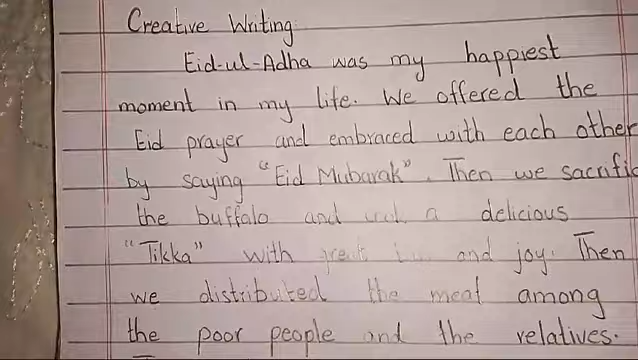 Creative Writing
Eid-ul-Adha was my happiest
moment in my life. We offered the
Eid prayer and embraced with each other
by saying "Eid Mubarak". Then we sacrific
the buffalo and a delicious
"Tikka" with great and joy. Then
we distributed the meat among
the poor people and the relatives.